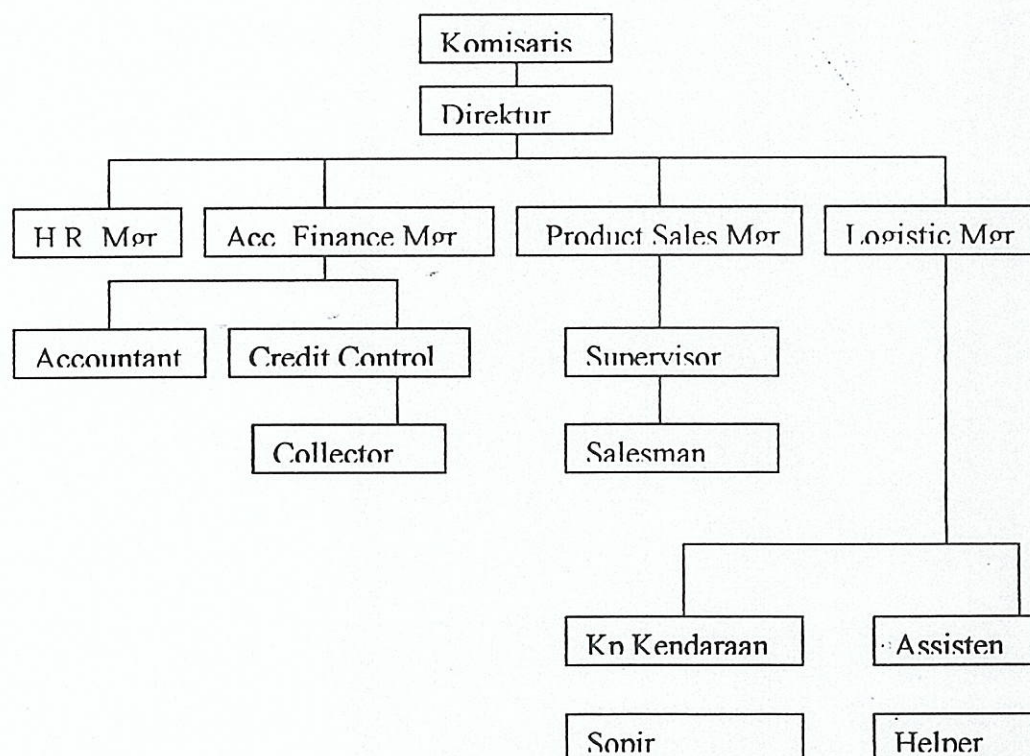 Komisaris
Direktur
H R Mgr
Acc Finance Mgr
Product Sales Mgr
Logistic Mgr
Accountant
Credit Control
Supervisor
Collector
Salesman
Kp Kendaraan
Assisten
Sopir
Helper